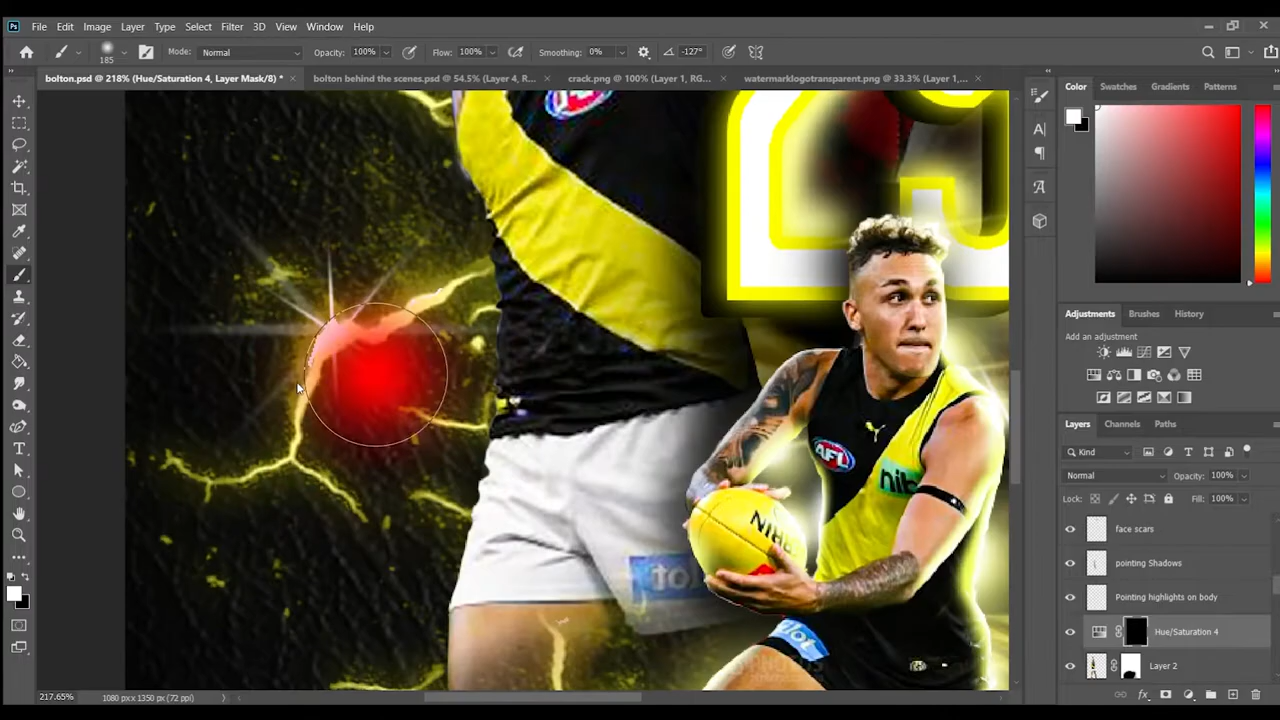 Ps File Edit Image Layer Type Select Filter 3D View Window Help
185 Mode: Normal Opacity: 100% Flow: 100% Smoothing: 0% -127°
bolton.psd @ 218% (Hue/Saturation 4, Layer Mask/8) * × bolton behind the scenes.psd @ 54.5% (Layer 4, R... × crack.png @ 100% (Layer 1, RG... × watermarklogotransparent.png @ 33.3% (Layer 1,... ×
Color Swatches Gradients Patterns
Adjustments Brushes History
Add an adjustment
Layers Channels Paths
Kind
Normal Opacity: 100%
Lock: Fill: 100%
face scars
pointing Shadows
Pointing highlights on body
Hue/Saturation 4
Layer 2
AFL
nib
217.65% 1080 px x 1350 px (72 ppi)